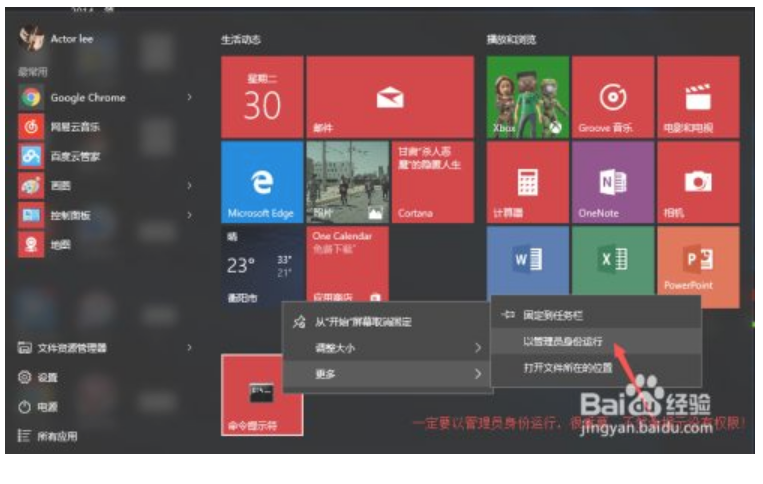 Actor lee
最常用
Google Chrome
网易云音乐
百度云管家
画图
控制面板
地图
文件资源管理器
设置
电源
所有应用
生活动态
星期二
30
邮件
Microsoft Edge
照片
甘肃"杀人恶
魔"的隐匿人生
Cortana
晴
23°
33°
21°
衡阳市
One Calendar
免费下载"
应用商店
命令提示符
播放和浏览
Xbox
Groove 音乐
电影和电视
计算器
OneNote
相机
PowerPoint
从"开始"屏幕取消固定
调整大小
更多
固定到任务栏
以管理员身份运行
打开文件所在的位置
一定要以管理员身份运行，
权限!
Baidu 经验
jingyan.baidu.com